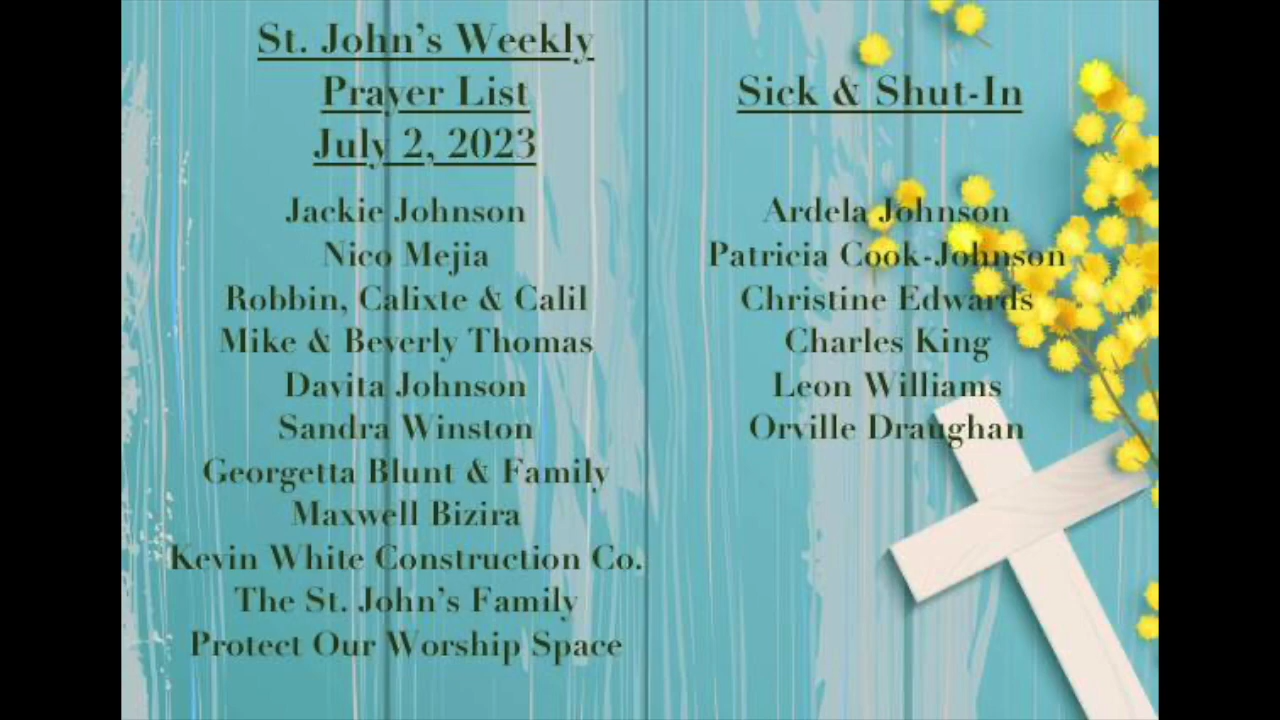 St. John’s Weekly
Prayer List
July 2, 2023
Jackie Johnson
Nico Mejia
Robbin, Calixte & Calil
Mike & Beverly Thomas
Davita Johnson
Sandra Winston
Georgetta Blunt & Family
Maxwell Bizira
Kevin White Construction Co.
The St. John’s Family
Protect Our Worship Space
Sick & Shut-In
Ardela Johnson
Patricia Cook-Johnson
Christine Edwards
Charles King
Leon Williams
Orville Draughan